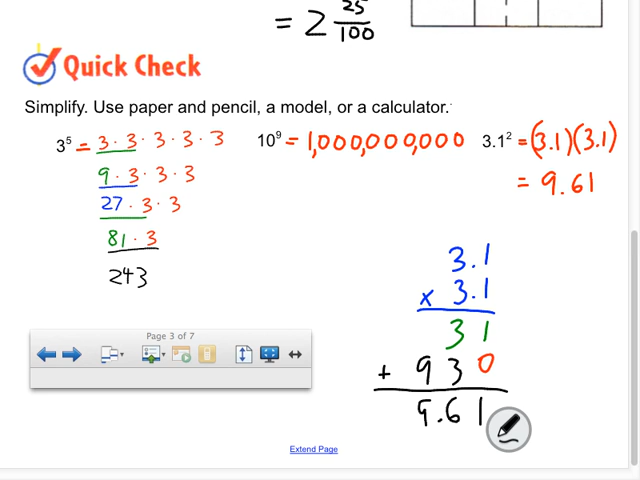 = 2 25/100
Quick Check
Simplify. Use paper and pencil, a model, or a calculator.
3⁵ = 3 · 3 · 3 · 3 · 3
10⁹ = 1,000,000,000
3.1² = (3.1)(3.1)
9 · 3 · 3 · 3
= 9.61
27 · 3 · 3
81 · 3
243
3.1
x 3.1
31
+ 930
9.61
Page 3 of 7
Extend Page